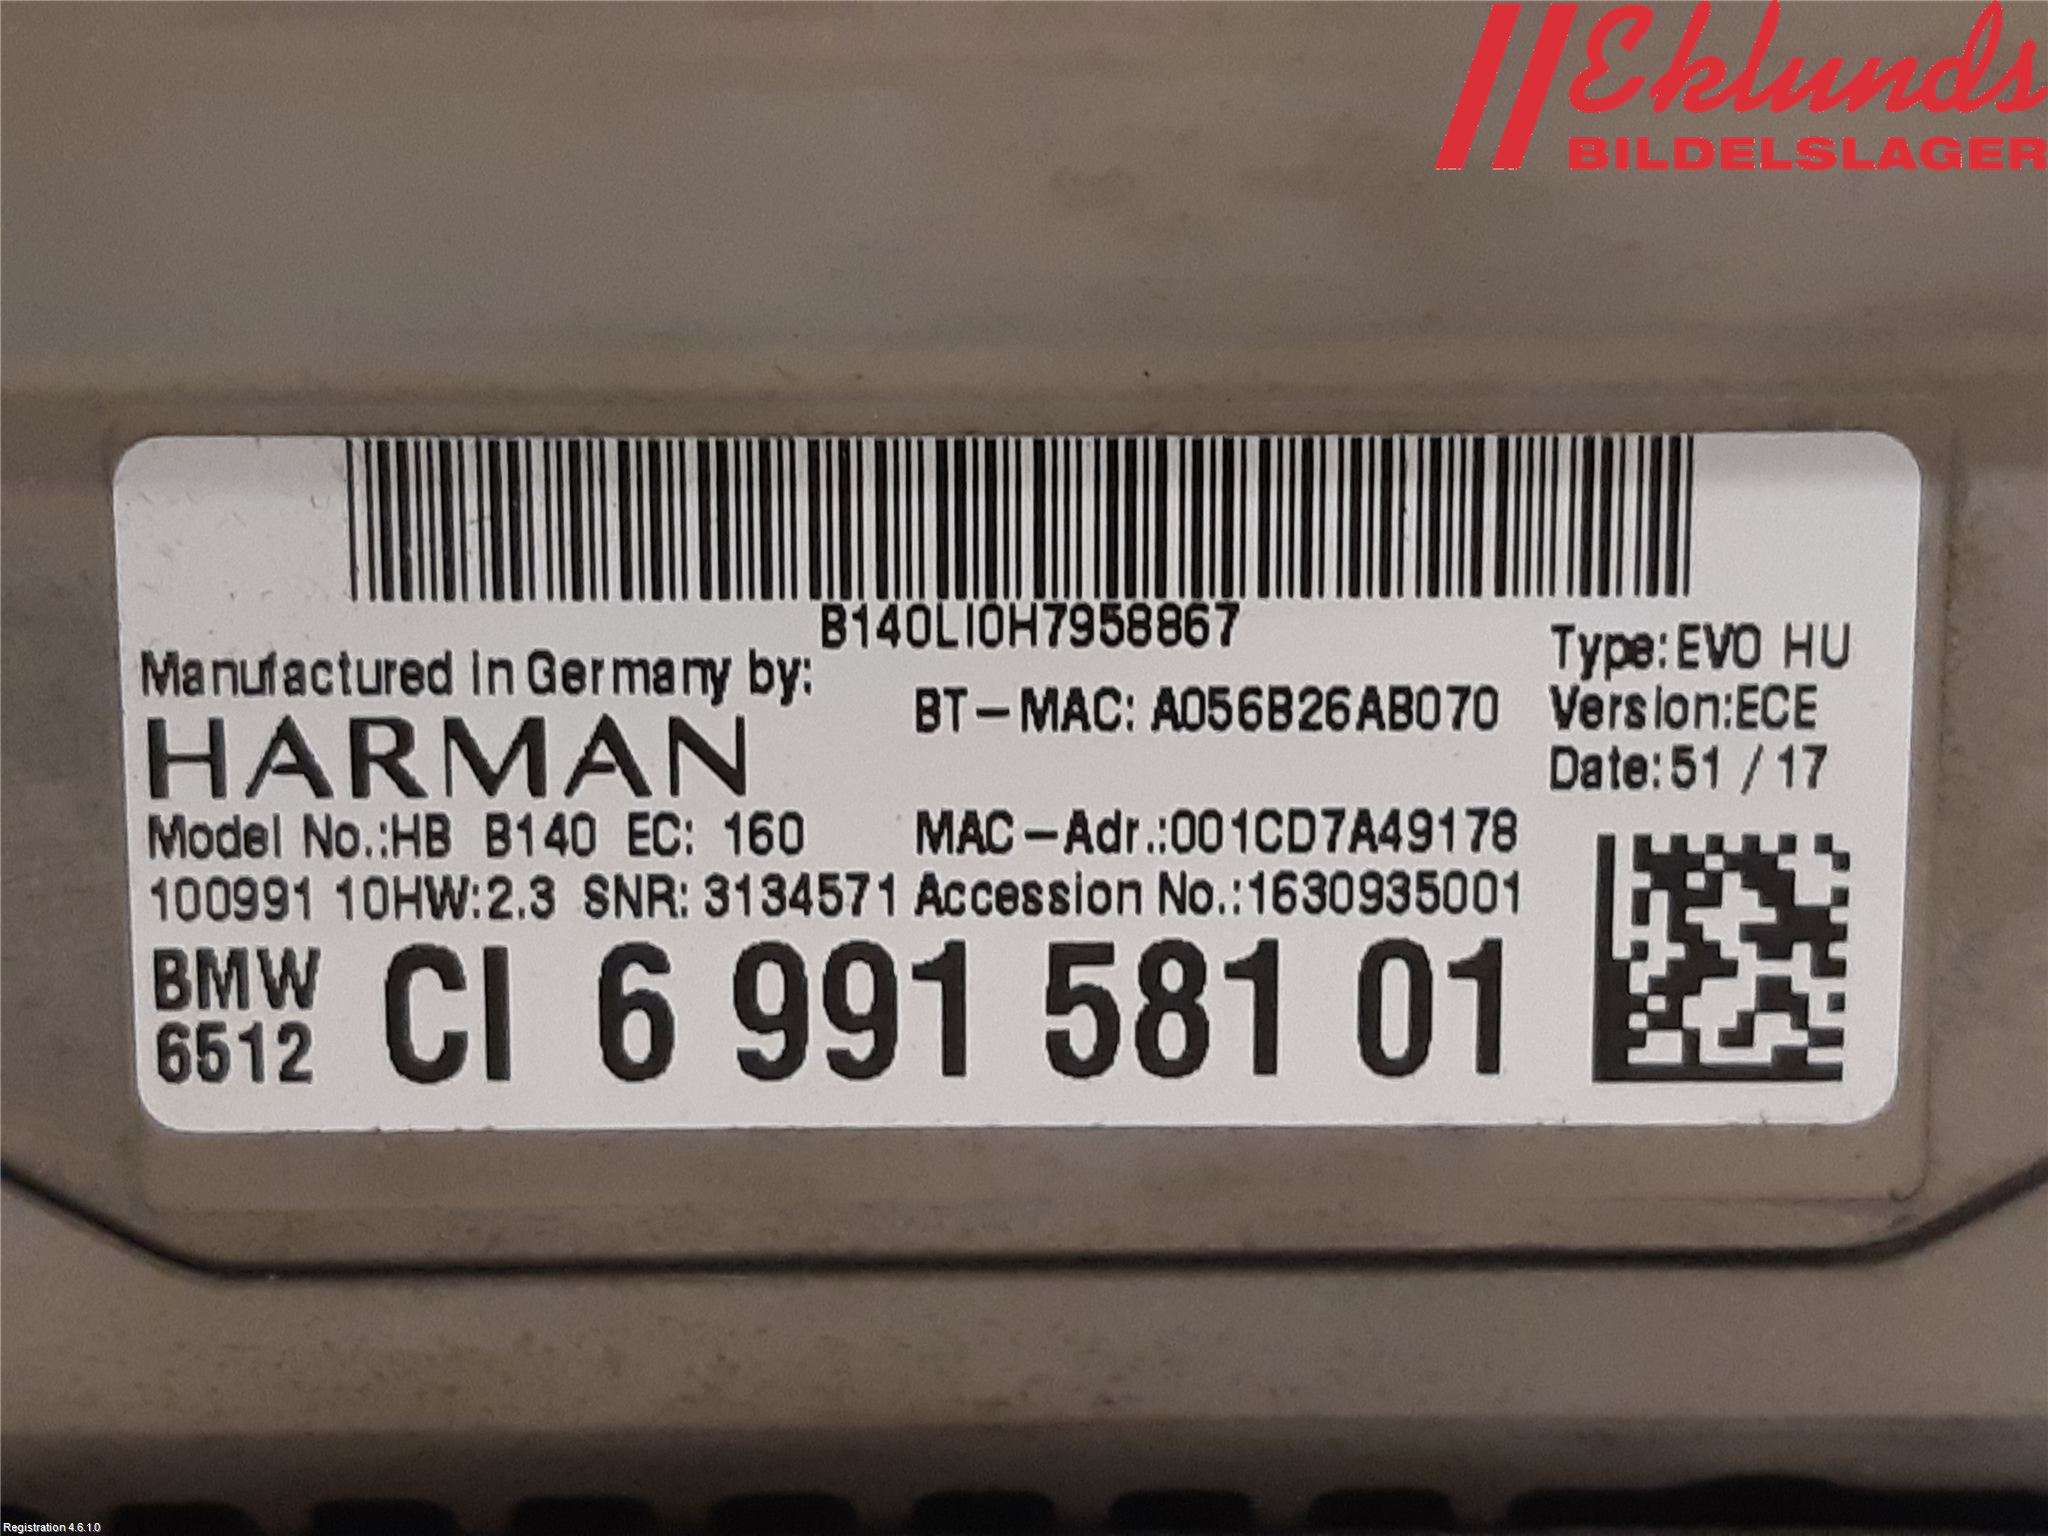 Eklunds
BILDELSLAGER
B140LI0H7958867
Manufactured in Germany by:
HARMAN
BT-MAC: A056B26AB070
Type:EVO HU
Version:ECE
Date:51 / 17
Model No.:HB B140 EC: 160
MAC-Adr.:001CD7A49178
100991 10HW:2.3 SNR: 3134571 Accession No.:1630935001
BMW
6512
CI 6 991 581 01
Registration 4.6.1.0